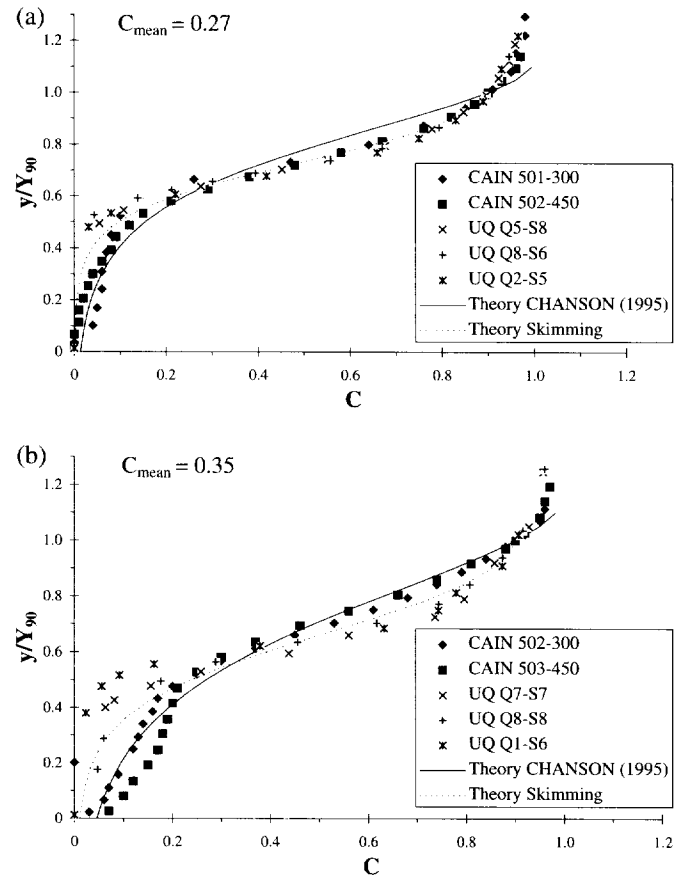 (a)
C_mean = 0.27
y/Y_90
1.2
1.0
0.8
0.6
0.4
0.2
0
CAIN 501-300
CAIN 502-450
UQ Q5-S8
UQ Q8-S6
UQ Q2-S5
Theory CHANSON (1995)
Theory Skimming
0 0.2 0.4 0.6 0.8 1.0 1.2
C
(b)
C_mean = 0.35
y/Y_90
1.2
1.0
0.8
0.6
0.4
0.2
0
CAIN 502-300
CAIN 503-450
UQ Q7-S7
UQ Q8-S8
UQ Q1-S6
Theory CHANSON (1995)
Theory Skimming
0 0.2 0.4 0.6 0.8 1.0 1.2
C